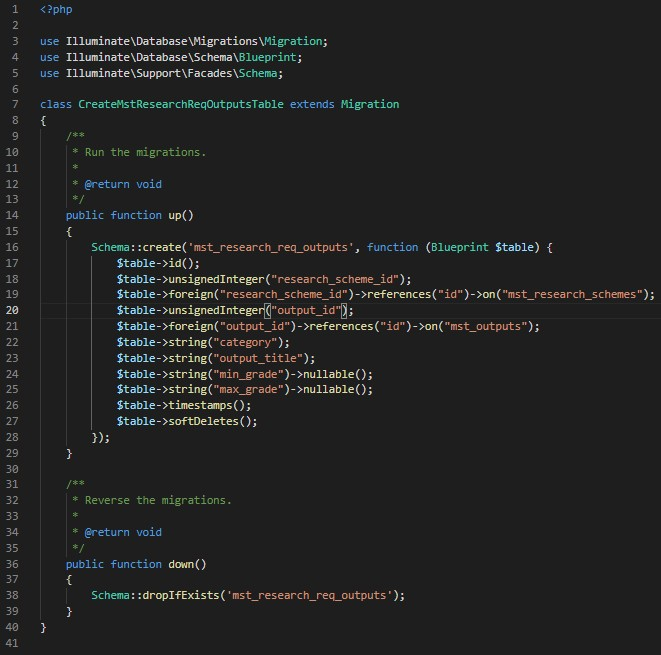 1 <?php
2
3 use Illuminate\Database\Migrations\Migration;
4 use Illuminate\Database\Schema\Blueprint;
5 use Illuminate\Support\Facades\Schema;
6
7 class CreateMstResearchReqOutputsTable extends Migration
8 {
9     /**
10      * Run the migrations.
11      *
12      * @return void
13      */
14     public function up()
15     {
16         Schema::create('mst_research_req_outputs', function (Blueprint $table) {
17             $table->id();
18             $table->unsignedInteger("research_scheme_id");
19             $table->foreign("research_scheme_id")->references("id")->on("mst_research_schemes");
20             $table->unsignedInteger("output_id");
21             $table->foreign("output_id")->references("id")->on("mst_outputs");
22             $table->string("category");
23             $table->string("output_title");
24             $table->string("min_grade")->nullable();
25             $table->string("max_grade")->nullable();
26             $table->timestamps();
27             $table->softDeletes();
28         });
29     }
30
31     /**
32      * Reverse the migrations.
33      *
34      * @return void
35      */
36     public function down()
37     {
38         Schema::dropIfExists('mst_research_req_outputs');
39     }
40 }
41